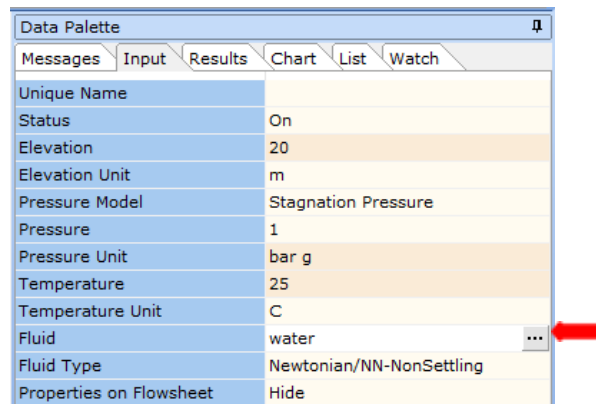 Data Palette
Messages Input Results Chart List Watch
Unique Name
Status On
Elevation 20
Elevation Unit m
Pressure Model Stagnation Pressure
Pressure 1
Pressure Unit bar g
Temperature 25
Temperature Unit C
Fluid water ...
Fluid Type Newtonian/NN-NonSettling
Properties on Flowsheet Hide